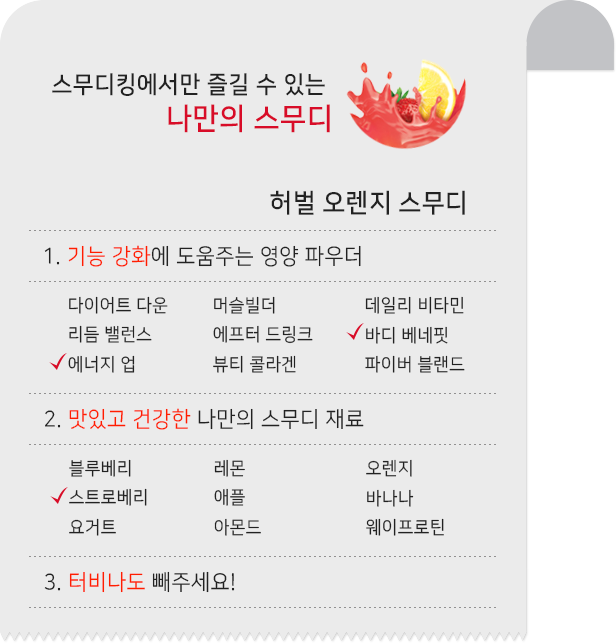 스무디킹에서만 즐길 수 있는
나만의 스무디
허벌 오렌지 스무디
1. 기능 강화에 도움주는 영양 파우더
다이어트 다운 머슬빌더 데일리 비타민
리듬 밸런스 에프터 드링크 ✓바디 베네핏
✓에너지 업 뷰티 콜라겐 파이버 블랜드
2. 맛있고 건강한 나만의 스무디 재료
블루베리 레몬 오렌지
✓스트로베리 애플 바나나
요거트 아몬드 웨이프로틴
3. 터비나도 빼주세요!